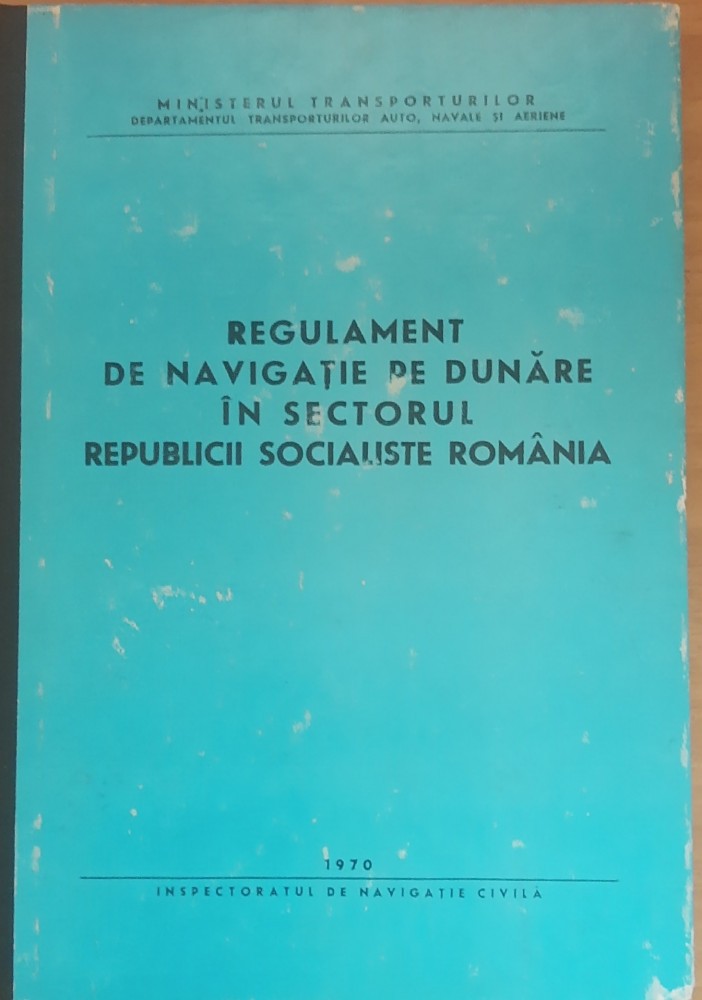 MINISTERUL TRANSPORTURILOR
DEPARTAMENTUL TRANSPORTURILOR AUTO, NAVALE ȘI AERIENE
REGULAMENT
DE NAVIGAȚIE PE DUNĂRE
ÎN SECTORUL
REPUBLICII SOCIALISTE ROMÂNIA
1970
INSPECTORATUL DE NAVIGAȚIE CIVILĂ